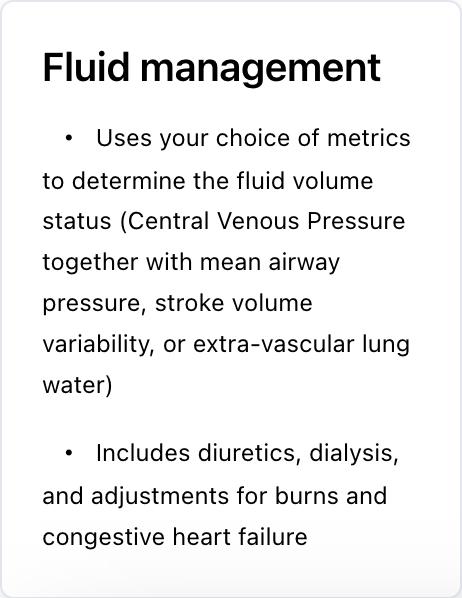 Fluid management
• Uses your choice of metrics
to determine the fluid volume
status (Central Venous Pressure
together with mean airway
pressure, stroke volume
variability, or extra-vascular lung
water)
• Includes diuretics, dialysis,
and adjustments for burns and
congestive heart failure